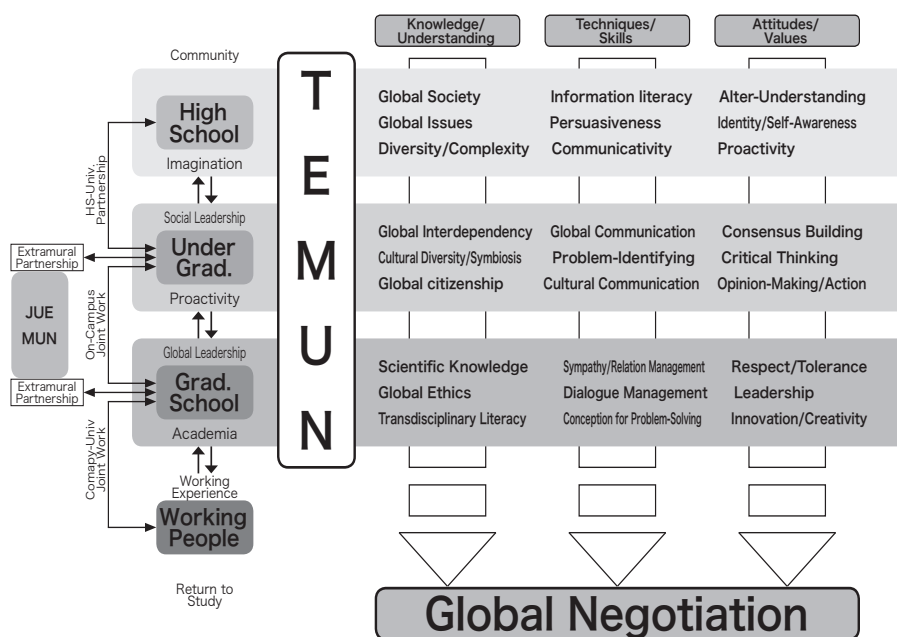 Knowledge/
Understanding
Techniques/
Skills
Attitudes/
Values
Community
High
School
Imagination
HS-Univ.
Partnership
T
E
M
U
N
Global Society
Global Issues
Diversity/Complexity
Information literacy
Persuasiveness
Communicativity
Alter-Understanding
Identity/Self-Awareness
Proactivity
Social Leadership
Under
Grad.
Proactivity
Extramural
Partnership
JUE
MUN
On-Campus
Joint Work
Global Interdependency
Cultural Diversity/Symbiosis
Global citizenship
Global Communication
Problem-Identifying
Cultural Communication
Consensus Building
Critical Thinking
Opinion-Making/Action
Global Leadership
Grad.
School
Academia
Extramural
Partnership
Comapy-Univ
Joint Work
Scientific Knowledge
Global Ethics
Transdisciplinary Literacy
Sympathy/Relation Management
Dialogue Management
Conception for Problem-Solving
Respect/Tolerance
Leadership
Innovation/Creativity
Working
Experience
Working
People
Return to
Study
Global Negotiation